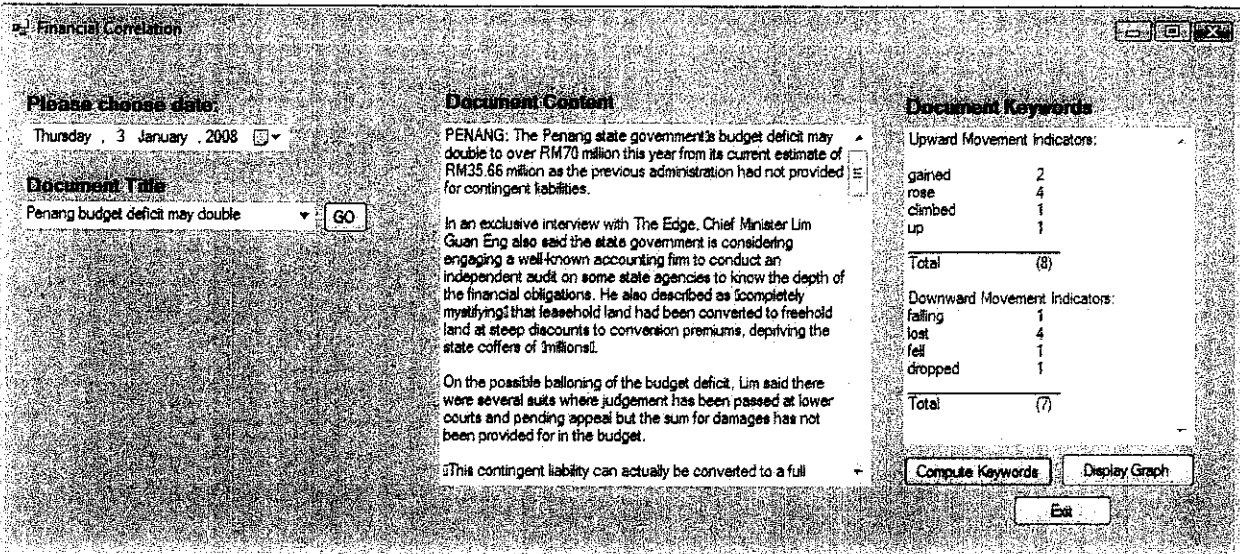 Financial Correlation
Please choose date:
Thursday , 3 January , 2008
Document Title
Penang budget deficit may double
GO
Document Content
PENANG: The Penang state government▯s budget deficit may
double to over RM70 million this year from its current estimate of
RM35.66 million as the previous administration had not provided
for contingent liabilities.
In an exclusive interview with The Edge, Chief Minister Lim
Guan Eng also said the state government is considering
engaging a well-known accounting firm to conduct an
independent audit on some state agencies to know the depth of
the financial obligations. He also described as ▯completely
mystifying▯ that leasehold land had been converted to freehold
land at steep discounts to conversion premiums, depriving the
state coffers of ▯millions▯.
On the possible balloning of the budget deficit, Lim said there
were several suits where judgement has been passed at lower
courts and pending appeal but the sum for damages has not
been provided for in the budget.
▯This contingent liability can actually be converted to a full
Document Keywords
Upward Movement Indicators:
gained 2
rose 4
climbed 1
up 1
Total (8)
Downward Movement Indicators:
falling 1
lost 4
fell 1
dropped 1
Total (7)
Compute Keywords
Display Graph
Exit